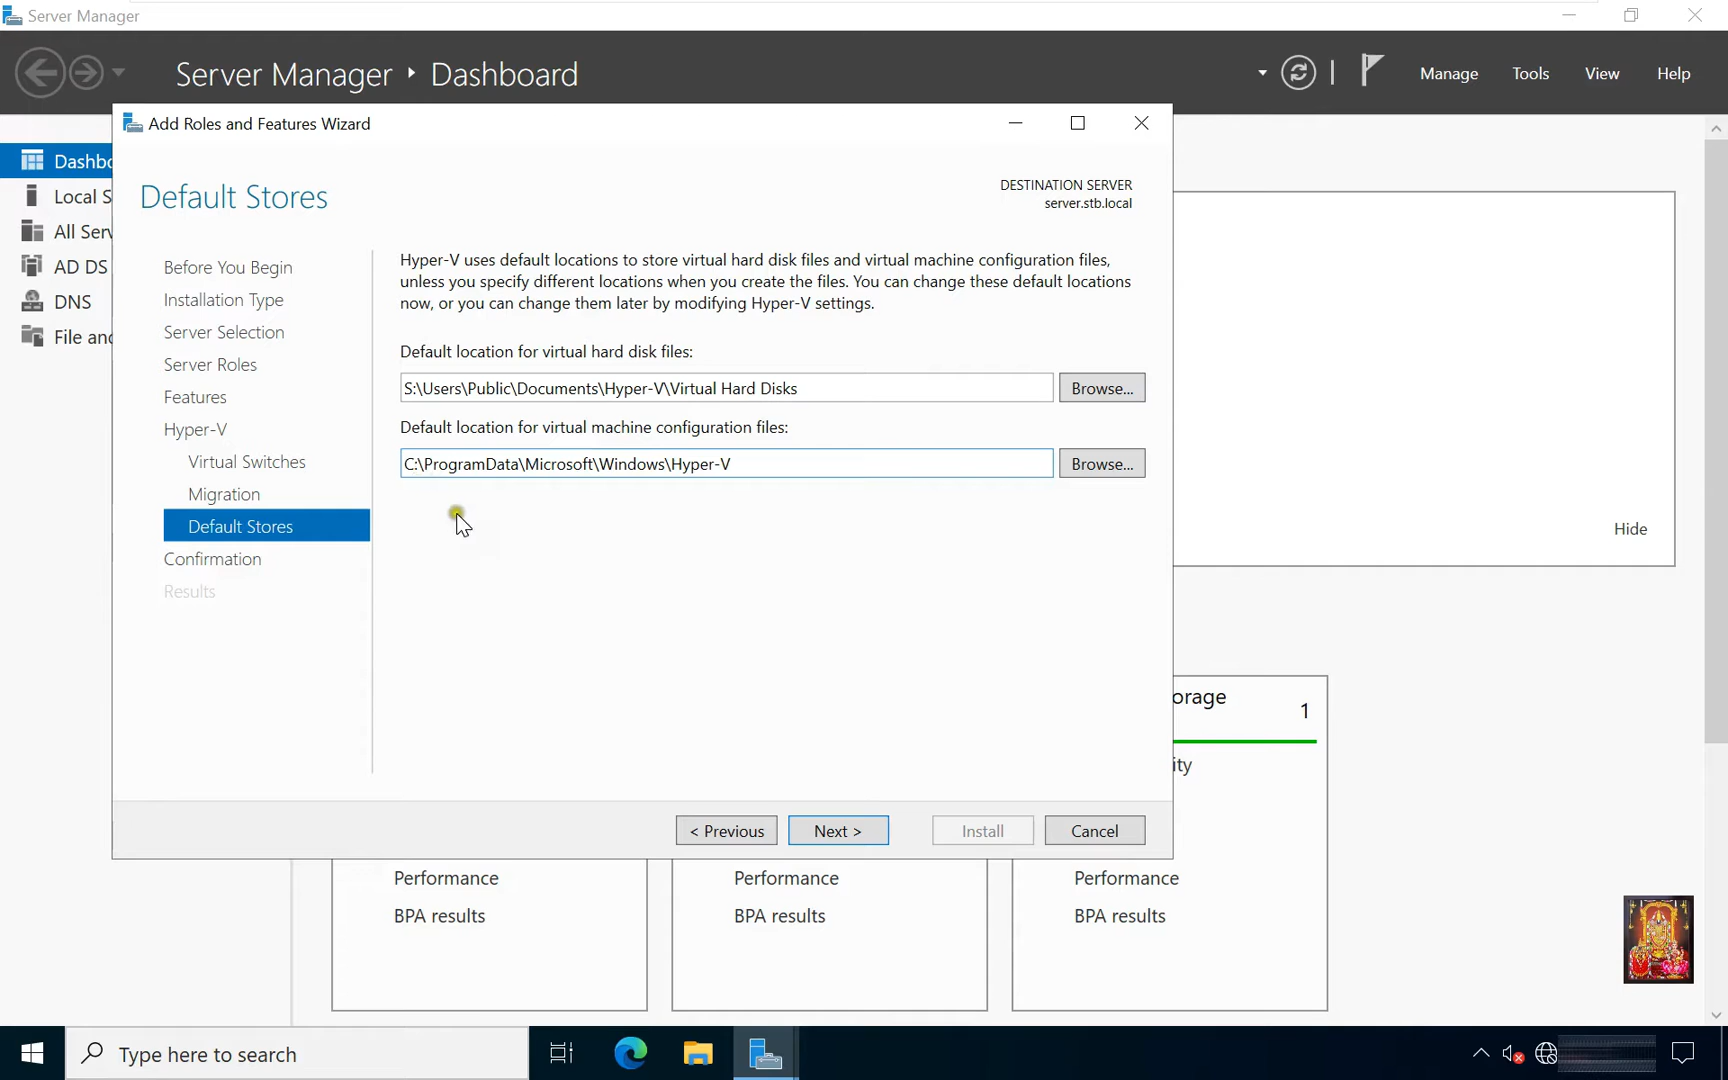 Server Manager
Server Manager
Dashboard
Manage
Tools
View
Help
Dashbo
Local S
All Serv
AD DS
DNS
File and
Add Roles and Features Wizard
Default Stores
DESTINATION SERVER
server.stb.local
Before You Begin
Installation Type
Server Selection
Server Roles
Features
Hyper-V
Virtual Switches
Migration
Default Stores
Confirmation
Results
Hyper-V uses default locations to store virtual hard disk files and virtual machine configuration files,
unless you specify different locations when you create the files. You can change these default locations
now, or you can change them later by modifying Hyper-V settings.
Default location for virtual hard disk files:
S:\Users\Public\Documents\Hyper-V\Virtual Hard Disks
Browse...
Default location for virtual machine configuration files:
C:\ProgramData\Microsoft\Windows\Hyper-V
Browse...
Hide
orage
1
ity
< Previous
Next >
Install
Cancel
Performance
BPA results
Performance
BPA results
Performance
BPA results
Type here to search